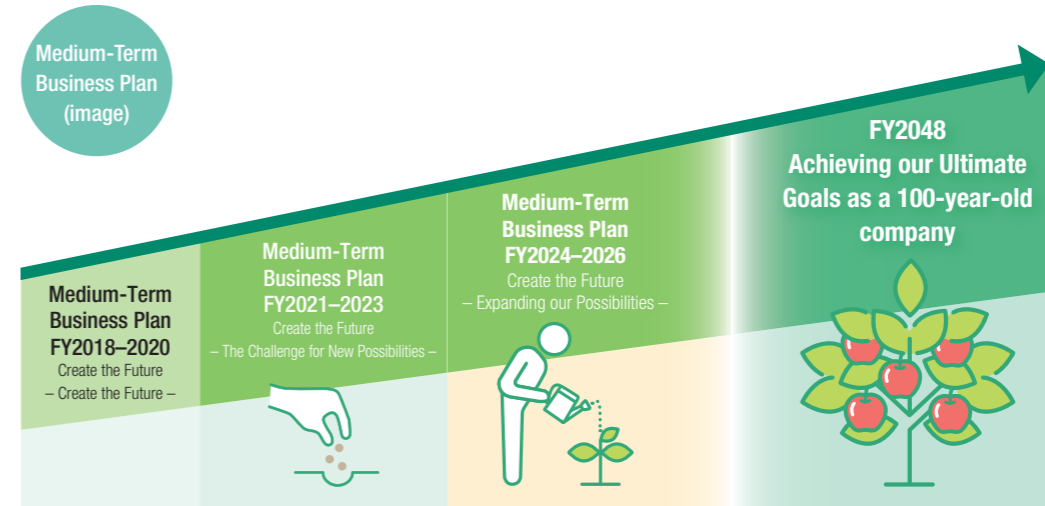 Medium-Term
Business Plan
(image)
Medium-Term
Business Plan
FY2018–2020
Create the Future
– Create the Future –
Medium-Term
Business Plan
FY2021–2023
Create the Future
– The Challenge for New Possibilities –
Medium-Term
Business Plan
FY2024–2026
Create the Future
– Expanding our Possibilities –
FY2048
Achieving our Ultimate
Goals as a 100-year-old
company